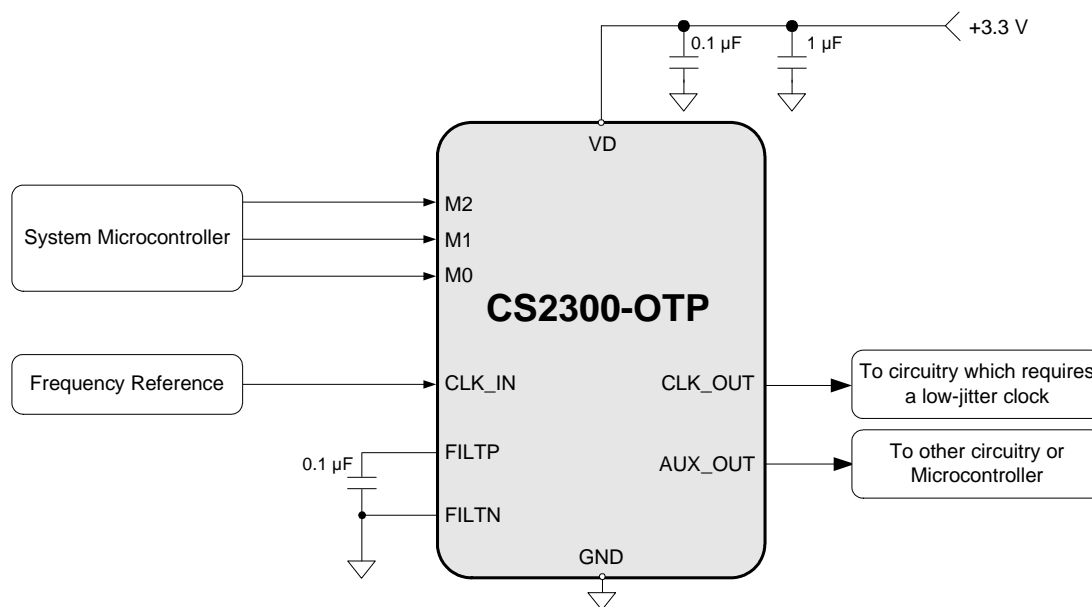 0.1 µF
1 µF
+3.3 V
VD
System Microcontroller
M2
M1
M0
CS2300-OTP
Frequency Reference
CLK_IN
CLK_OUT
To circuitry which requires
a low-jitter clock
0.1 µF
FILTP
FILTN
AUX_OUT
To other circuitry or
Microcontroller
GND